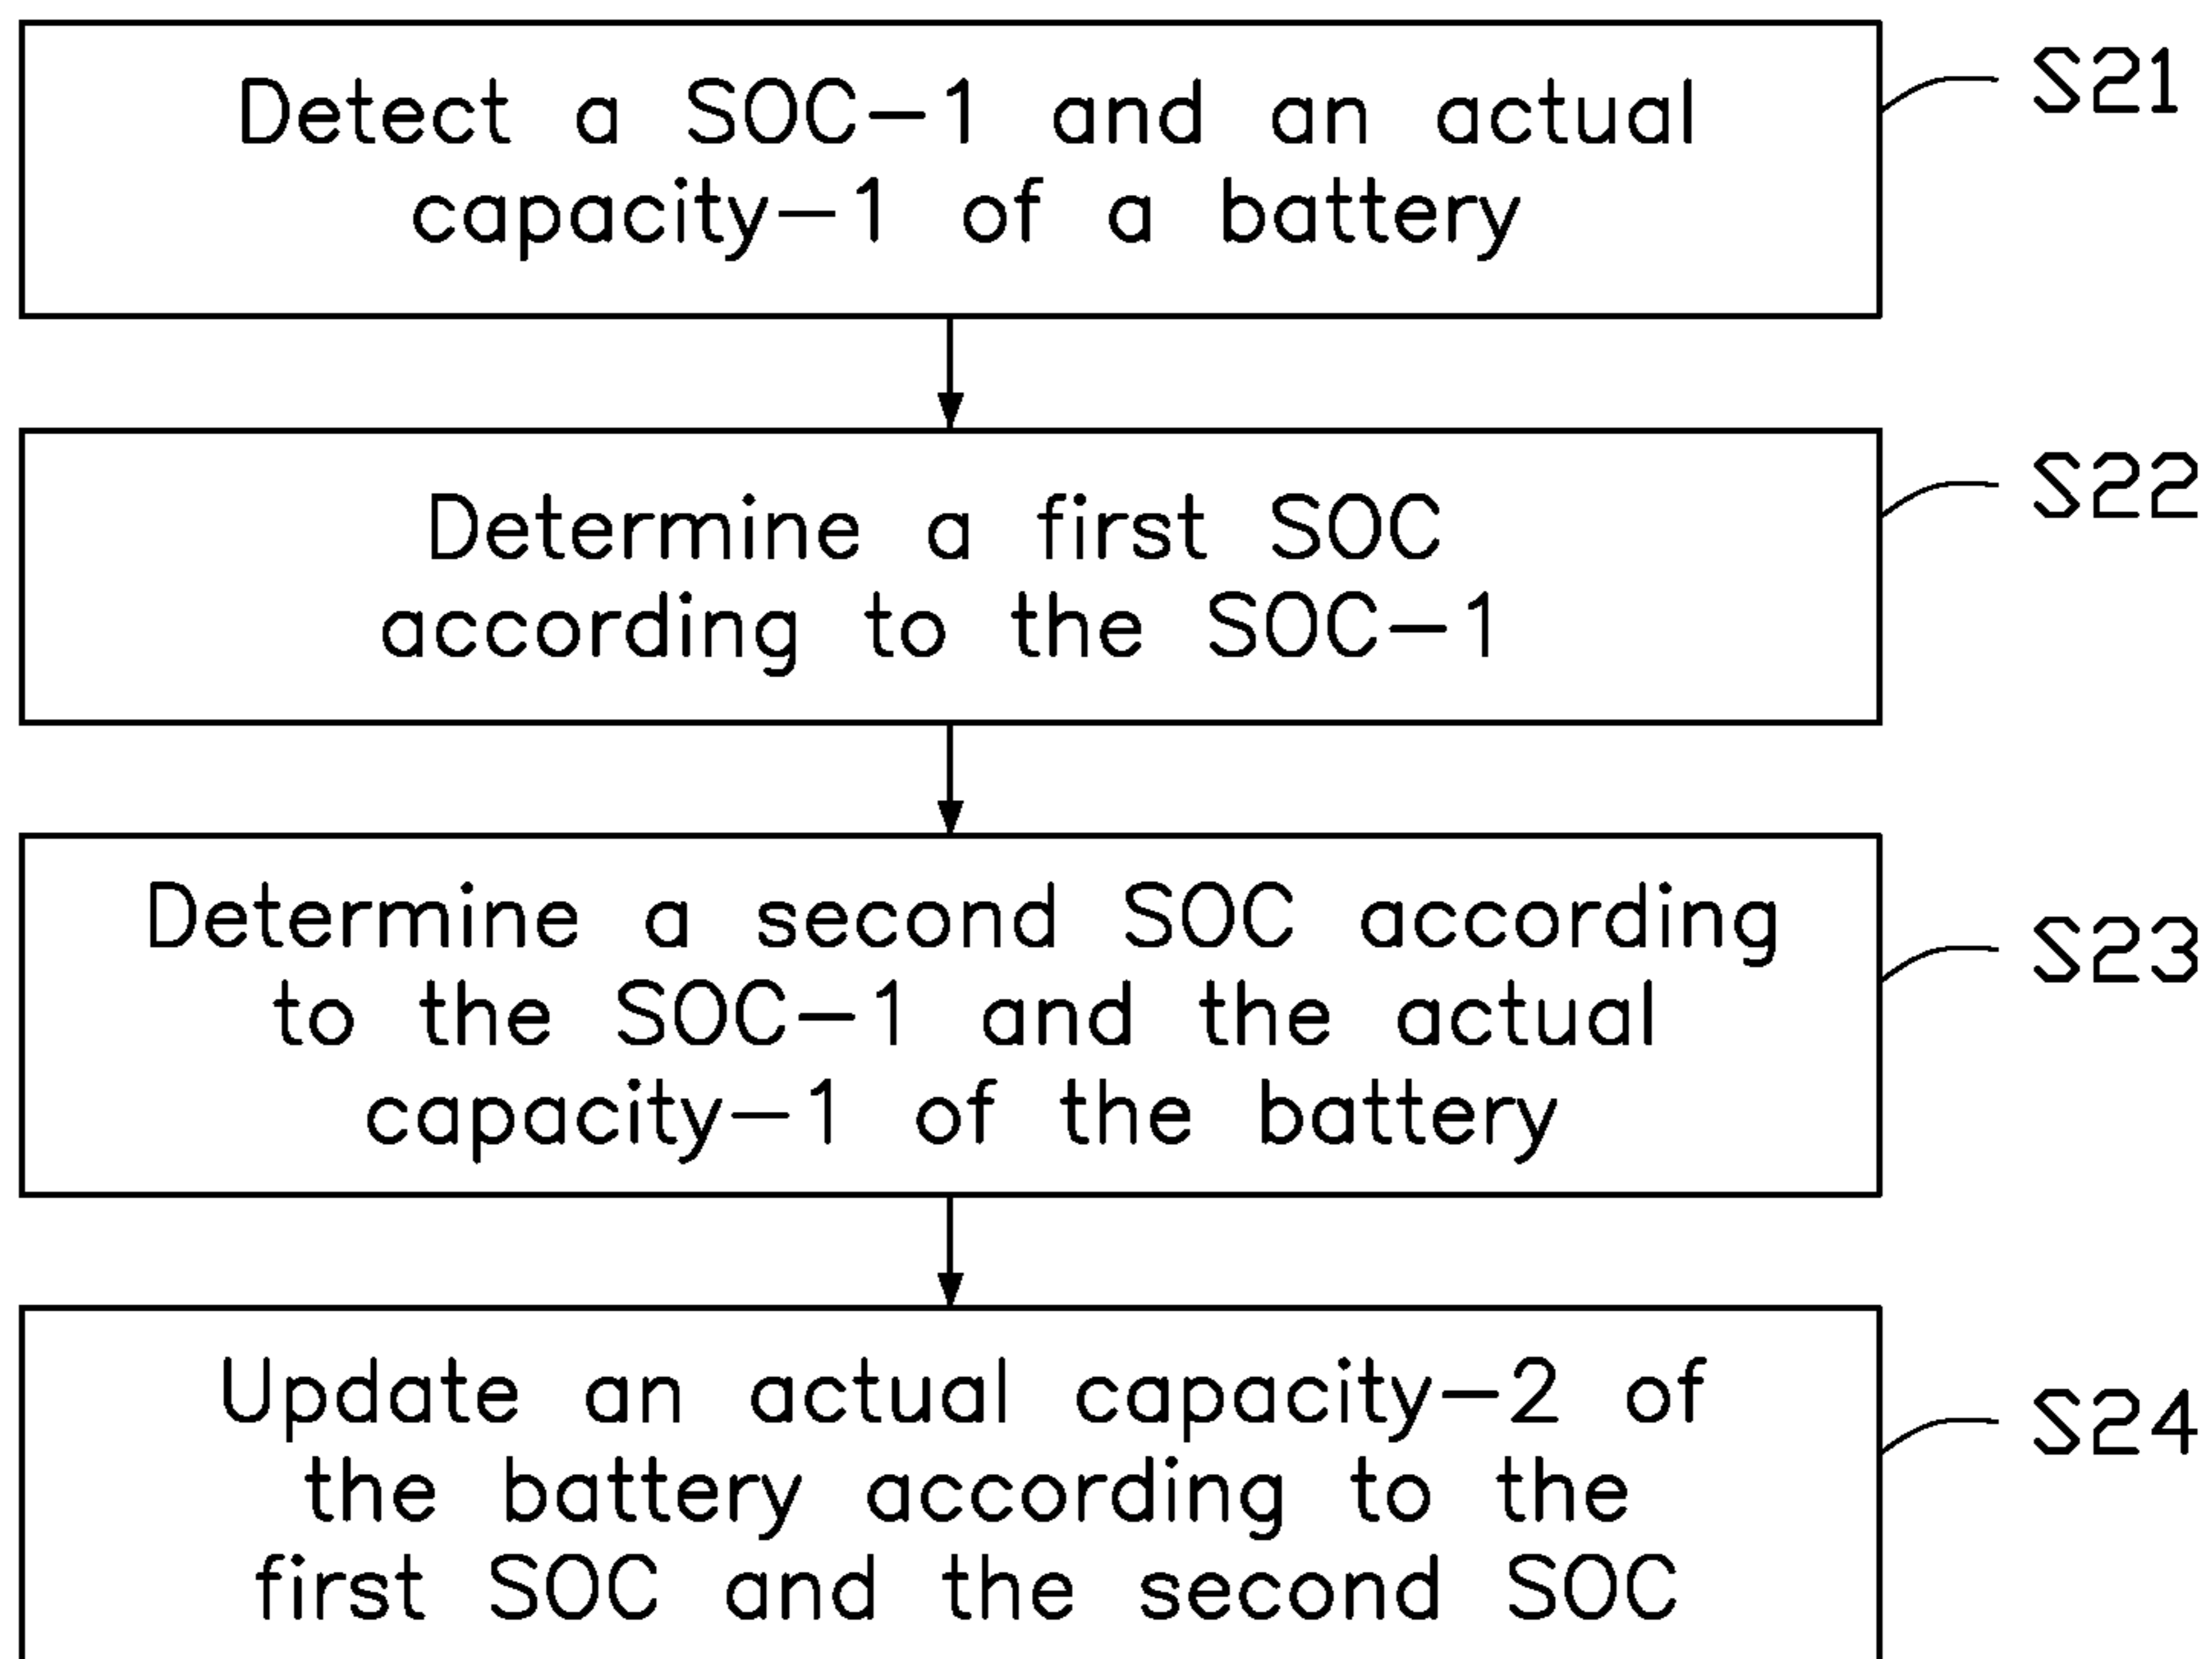 Detect a SOC-1 and an actual
capacity-1 of a battery
S21
Determine a first SOC
according to the SOC-1
S22
Determine a second SOC according
to the SOC-1 and the actual
capacity-1 of the battery
S23
Update an actual capacity-2 of
the battery according to the
first SOC and the second SOC
S24